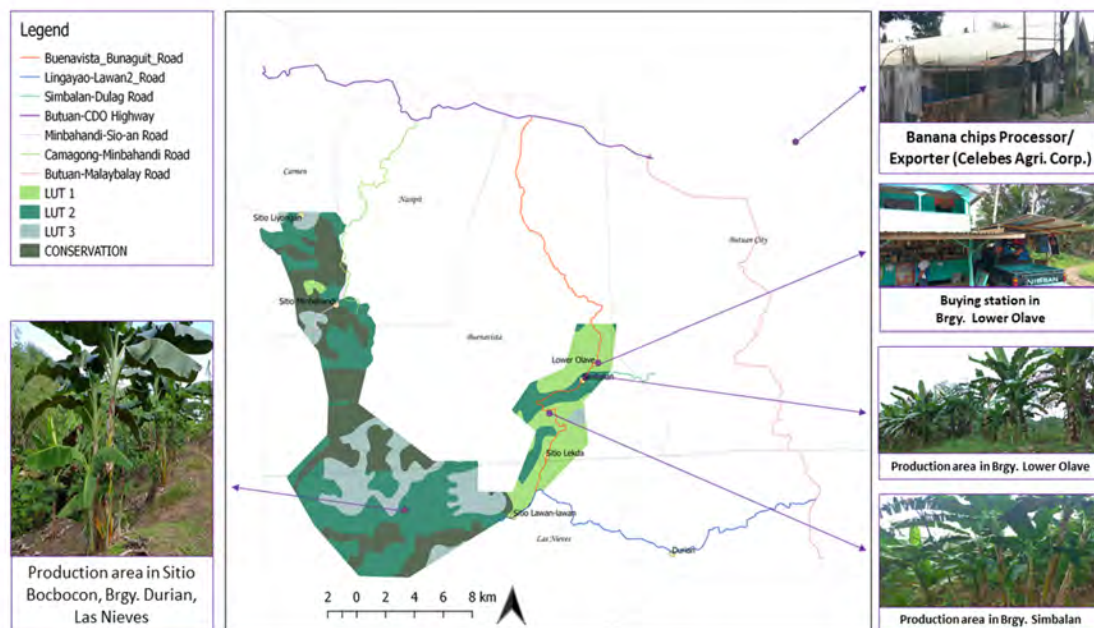 Legend
Buenavista_Bunaguit_Road
Lingayao-Lawan2_Road
Simbalan-Dulag Road
Butuan-CDO Highway
Minbahandi-Sio-an Road
Camagong-Minbahandi Road
Butuan-Malaybalay Road
LUT 1
LUT 2
LUT 3
CONSERVATION
Carmen
Nasipit
Sitio Liyongan
Sitio Minbahandi
Buenavista
Butuan City
Lower Olave
Sitio Lekda
Sitio Lawan-lawan
Las Nieves
Durian
2 0 2 4 6 8 km
Production area in Sitio
Bocbocon, Brgy. Durian,
Las Nieves
Banana chips Processor/
Exporter (Celebes Agri. Corp.)
Buying station in
Brgy. Lower Olave
Production area in Brgy. Lower Olave
Production area in Brgy. Simbalan